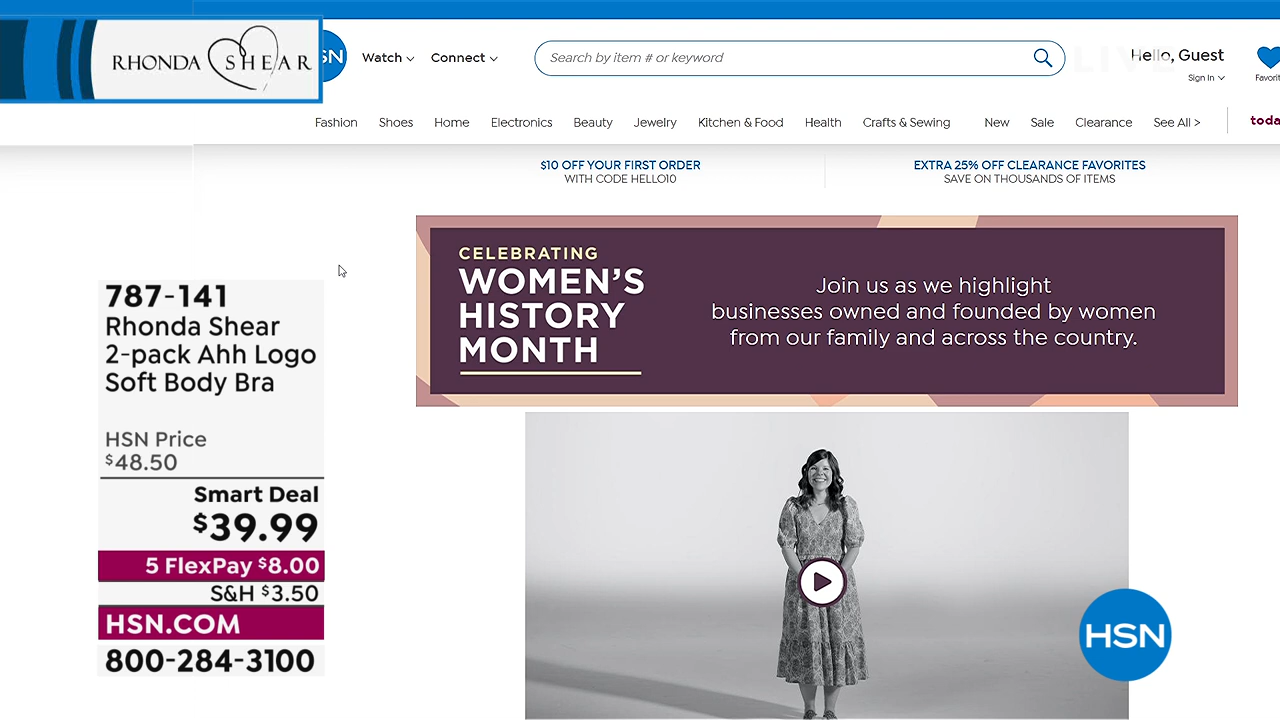 RHONDA SHEAR
SN
Watch
Connect
Search by item # or keyword
LIVE
Hello, Guest
Sign In
Favorit
Fashion
Shoes
Home
Electronics
Beauty
Jewelry
Kitchen & Food
Health
Crafts & Sewing
New
Sale
Clearance
See All >
toda
$10 OFF YOUR FIRST ORDER
WITH CODE HELLO10
EXTRA 25% OFF CLEARANCE FAVORITES
SAVE ON THOUSANDS OF ITEMS
CELEBRATING
WOMEN'S
HISTORY
MONTH
Join us as we highlight
businesses owned and founded by women
from our family and across the country.
787-141
Rhonda Shear
2-pack Ahh Logo
Soft Body Bra
HSN Price
$48.50
Smart Deal
$39.99
5 FlexPay $8.00
S&H $3.50
HSN.COM
800-284-3100
HSN